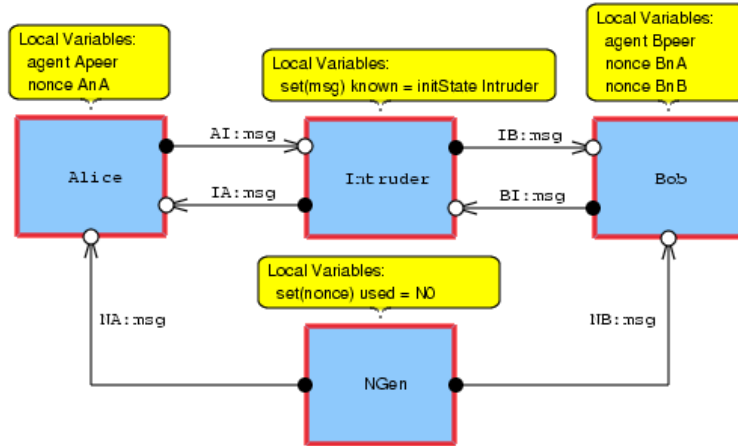 Local Variables:
agent Apeer
nonce AnA
Local Variables:
set(msg) known = initState Intruder
Local Variables:
agent Bpeer
nonce BnA
nonce BnB
AI:msg
IB:msg
Alice
Intruder
Bob
IA:msg
BI:msg
Local Variables:
set(nonce) used = N0
NA:msg
NB:msg
NGen